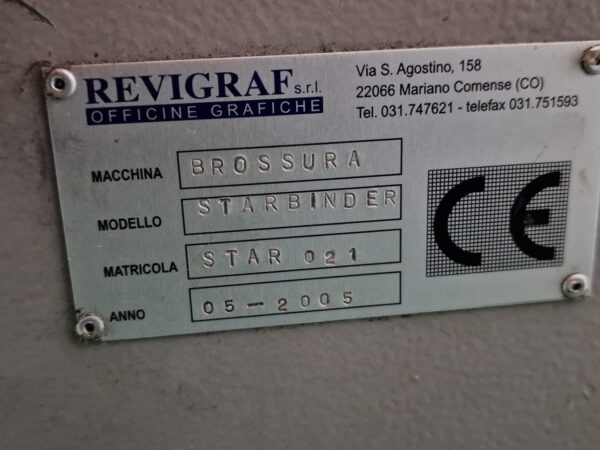 REVIGRAF s.r.l.
OFFICINE GRAFICHE
Via S. Agostino, 158
22066 Mariano Comense (CO)
Tel. 031.747621 - telefax 031.751593
MACCHINA BROSSURA
MODELLO STARBINDER
MATRICOLA STAR 021
ANNO 05-2005
CE